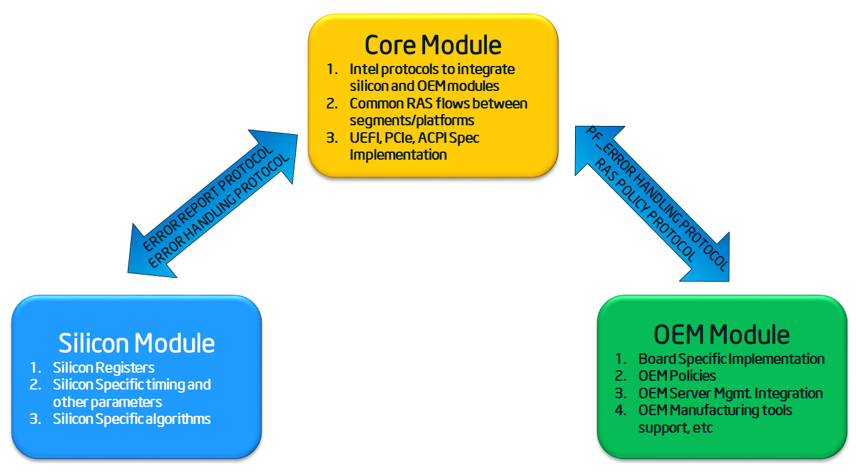 Core Module
1. Intel protocols to integrate
silicon and OEM modules
2. Common RAS flows between
segments/platforms
3. UEFI, PCIe, ACPI Spec
Implementation
ERROR REPORT PROTOCOL
ERROR HANDLING PROTOCOL
PF_ERROR HANDLING PROTOCOL
RAS POLICY PROTOCOL
Silicon Module
1. Silicon Registers
2. Silicon Specific timing and
other parameters
3. Silicon Specific algorithms
OEM Module
1. Board Specific Implementation
2. OEM Policies
3. OEM Server Mgmt. Integration
4. OEM Manufacturing tools
support, etc